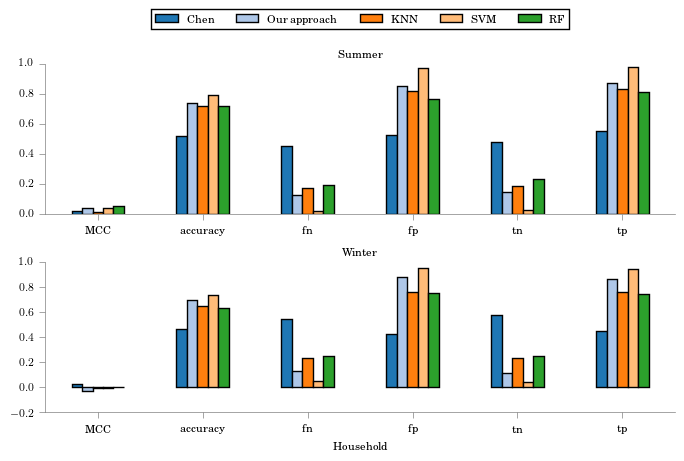 Chen Our approach KNN SVM RF
Summer
1.0
0.8
0.6
0.4
0.2
0.0
MCC accuracy fn fp tn tp
Winter
1.0
0.8
0.6
0.4
0.2
0.0
−0.2
MCC accuracy fn fp tn tp
Household